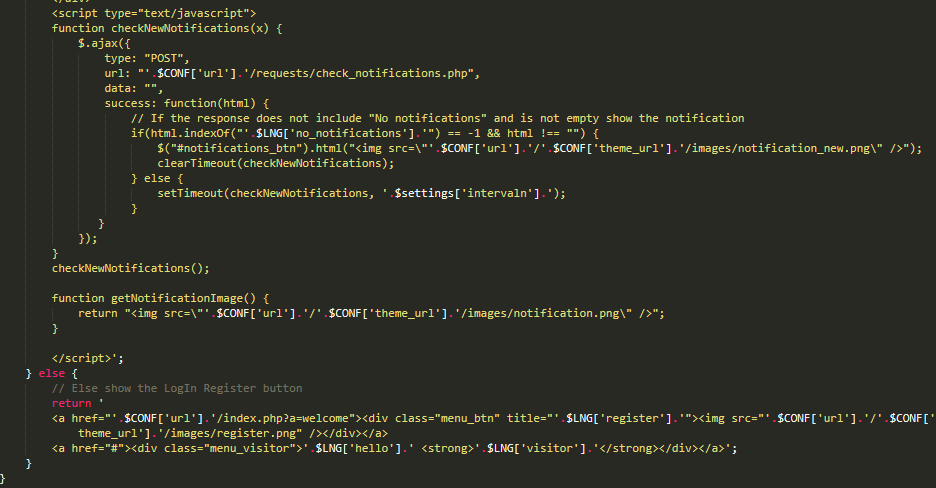 </div>
<script type="text/javascript">
function checkNewNotifications(x) {
$.ajax({
type: "POST",
url: "'.$CONF['url'].'/requests/check_notifications.php",
data: "",
success: function(html) {
// If the response does not include "No notifications" and is not empty show the notification
if(html.indexOf("'.$LNG['no_notifications'].'") == -1 && html !== "") {
$("#notifications_btn").html("<img src=\"'.$CONF['url'].'/'.$CONF['theme_url'].'/images/notification_new.png\" />");
clearTimeout(checkNewNotifications);
} else {
setTimeout(checkNewNotifications, '.$settings['intervaln'].');
}
}
});
}
checkNewNotifications();
function getNotificationImage() {
return "<img src=\"'.$CONF['url'].'/'.$CONF['theme_url'].'/images/notification.png\" />";
}
</script>';
} else {
// Else show the LogIn Register button
return '
<a href="'.$CONF['url'].'/index.php?a=welcome"><div class="menu_btn" title="'.$LNG['register'].'"><img src="'.$CONF['url'].'/'.$CONF['
theme_url'].'/images/register.png" /></div></a>
<a href="#"><div class="menu_visitor">'.$LNG['hello'].' <strong>'.$LNG['visitor'].'</strong></div></a>';
}
}